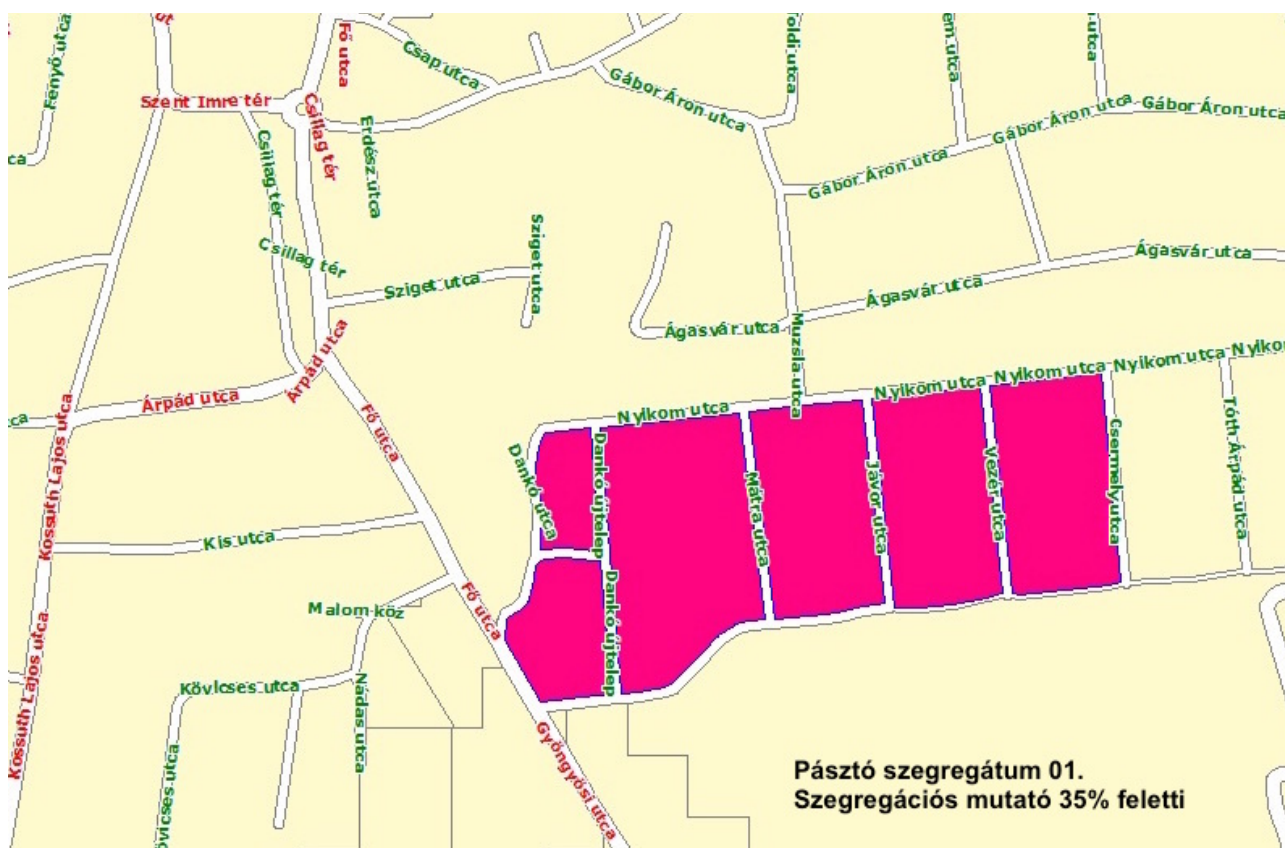 Fő utca
Csap utca
Fenyő utca
Szent Imre tér
Csillag tér
Erdész utca
Csillag tér
Csillag tér
Gábor Áron utca
Gábor Áron utca
Gábor Áron utca
Gábor Áron utca
Sziget utca
Sziget utca
Ágasvár utca
Ágasvár utca
Ágasvár utca
Muzsla utca
Árpád utca
Árpád utca
Nyikom utca
Nyikom utca
Nyikom utca
Nyikom utca
Fő utca
Dankó utca
Dankó újtelep
Mátra utca
Jávor utca
Vezér utca
Csermely utca
Tóth Árpád utca
Kossuth Lajos utca
Kis utca
Dankó újtelep
Fő utca
Malom köz
Kossuth Lajos utca
Kövicses utca
Nádas utca
Gyöngyösi utca
Pásztó szegregátum 01.
Szegregációs mutató 35% feletti